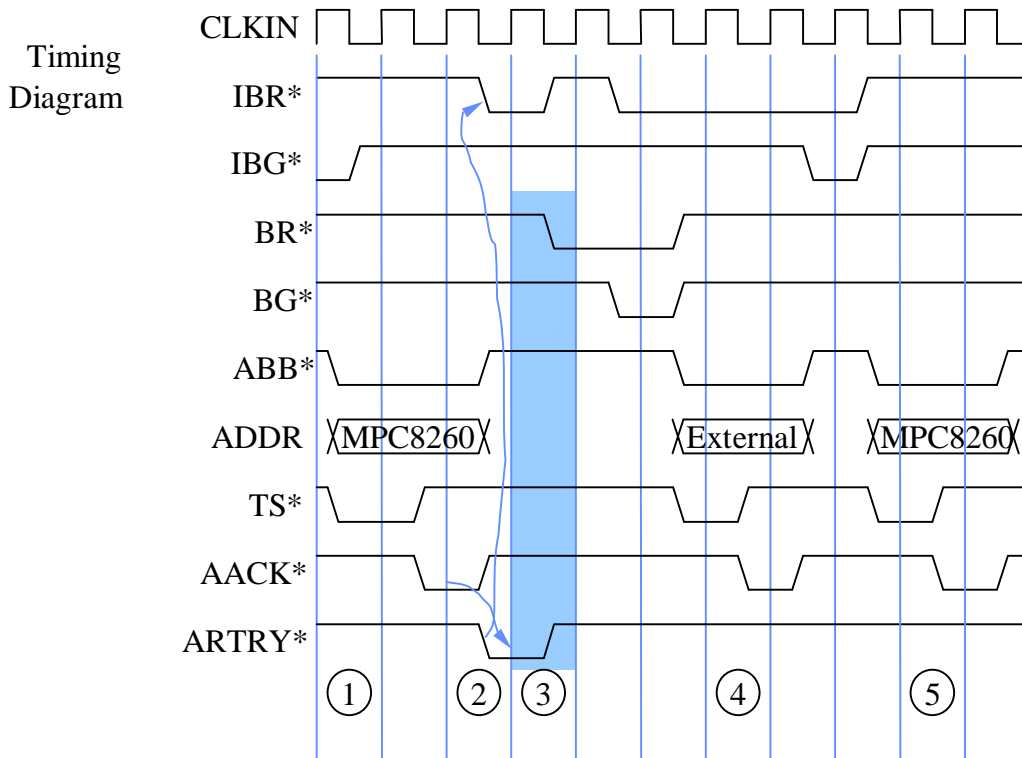 Timing
Diagram
CLKIN
IBR*
IBG*
BR*
BG*
ABB*
ADDR MPC8260 External MPC8260
TS*
AACK*
ARTRY*
1 2 3 4 5